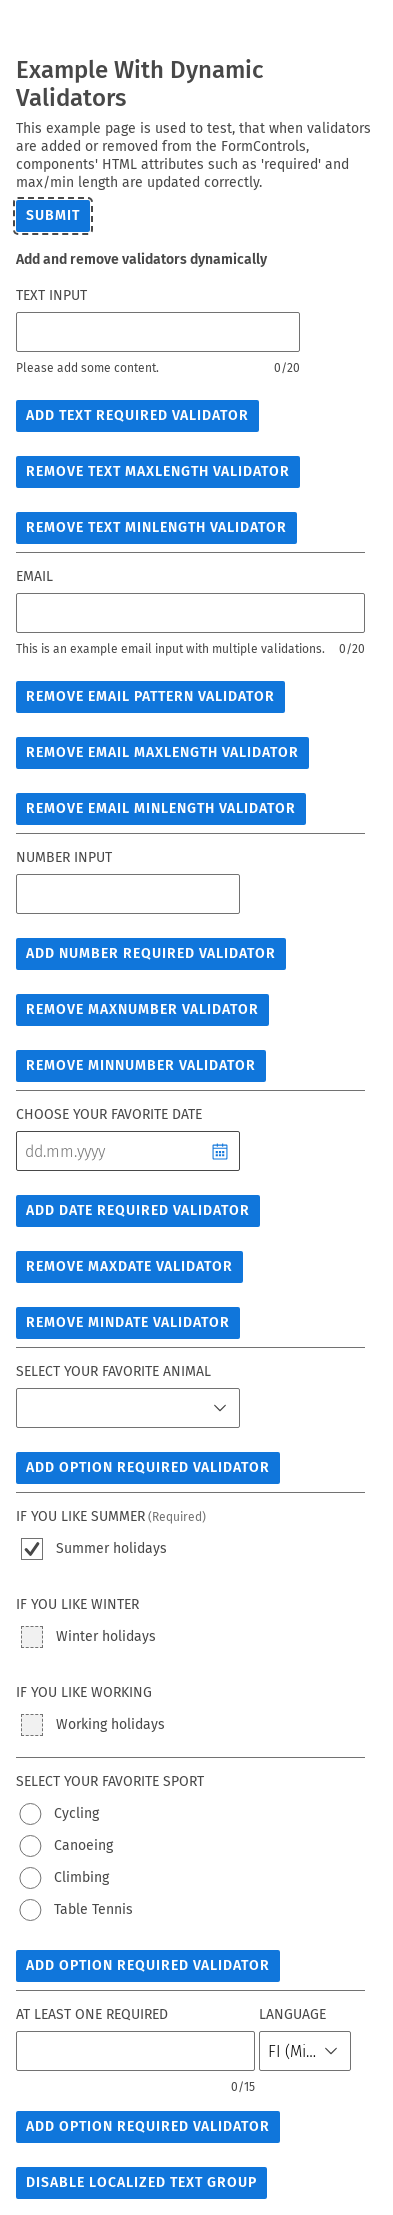 Example With Dynamic
Validators
This example page is used to test, that when validators
are added or removed from the FormControls,
components' HTML attributes such as 'required' and
max/min length are updated correctly.
SUBMIT
Add and remove validators dynamically
TEXT INPUT
Please add some content. 0/20
ADD TEXT REQUIRED VALIDATOR
REMOVE TEXT MAXLENGTH VALIDATOR
REMOVE TEXT MINLENGTH VALIDATOR
EMAIL
This is an example email input with multiple validations. 0/20
REMOVE EMAIL PATTERN VALIDATOR
REMOVE EMAIL MAXLENGTH VALIDATOR
REMOVE EMAIL MINLENGTH VALIDATOR
NUMBER INPUT
ADD NUMBER REQUIRED VALIDATOR
REMOVE MAXNUMBER VALIDATOR
REMOVE MINNUMBER VALIDATOR
CHOOSE YOUR FAVORITE DATE
dd.mm.yyyy
ADD DATE REQUIRED VALIDATOR
REMOVE MAXDATE VALIDATOR
REMOVE MINDATE VALIDATOR
SELECT YOUR FAVORITE ANIMAL
ADD OPTION REQUIRED VALIDATOR
IF YOU LIKE SUMMER (Required)
Summer holidays
IF YOU LIKE WINTER
Winter holidays
IF YOU LIKE WORKING
Working holidays
SELECT YOUR FAVORITE SPORT
Cycling
Canoeing
Climbing
Table Tennis
ADD OPTION REQUIRED VALIDATOR
AT LEAST ONE REQUIRED LANGUAGE
FI (Mi...
0/15
ADD OPTION REQUIRED VALIDATOR
DISABLE LOCALIZED TEXT GROUP